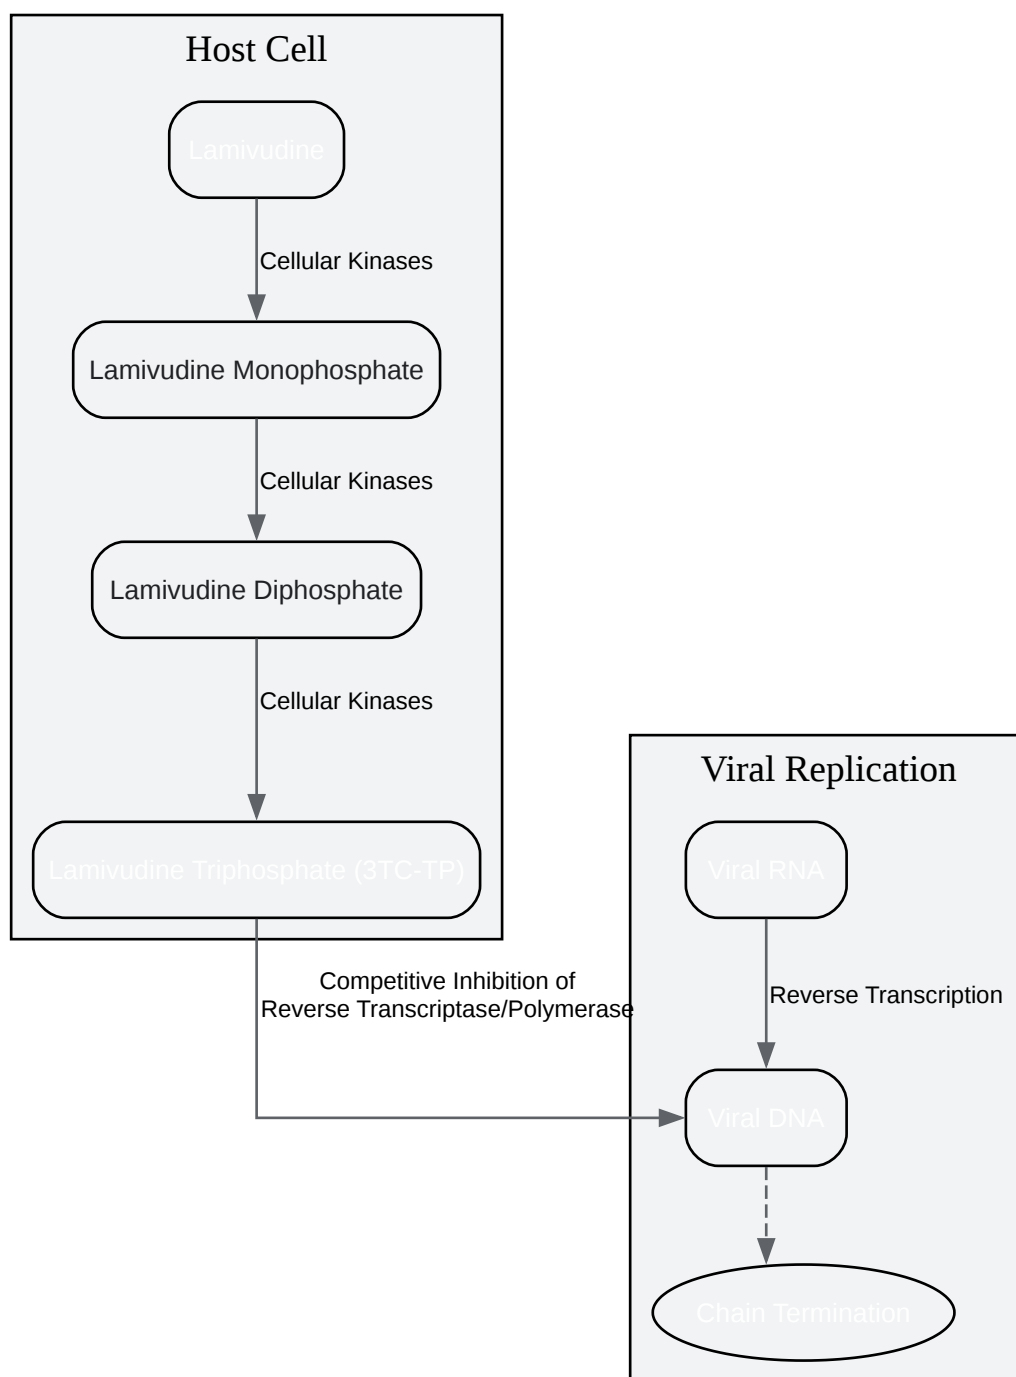 Host Cell
Lamivudine
Cellular Kinases
Lamivudine Monophosphate
Cellular Kinases
Lamivudine Diphosphate
Cellular Kinases
Lamivudine Triphosphate (3TC-TP)
Competitive Inhibition of
Reverse Transcriptase/Polymerase
Viral Replication
Viral RNA
Reverse Transcription
Viral DNA
Chain Termination